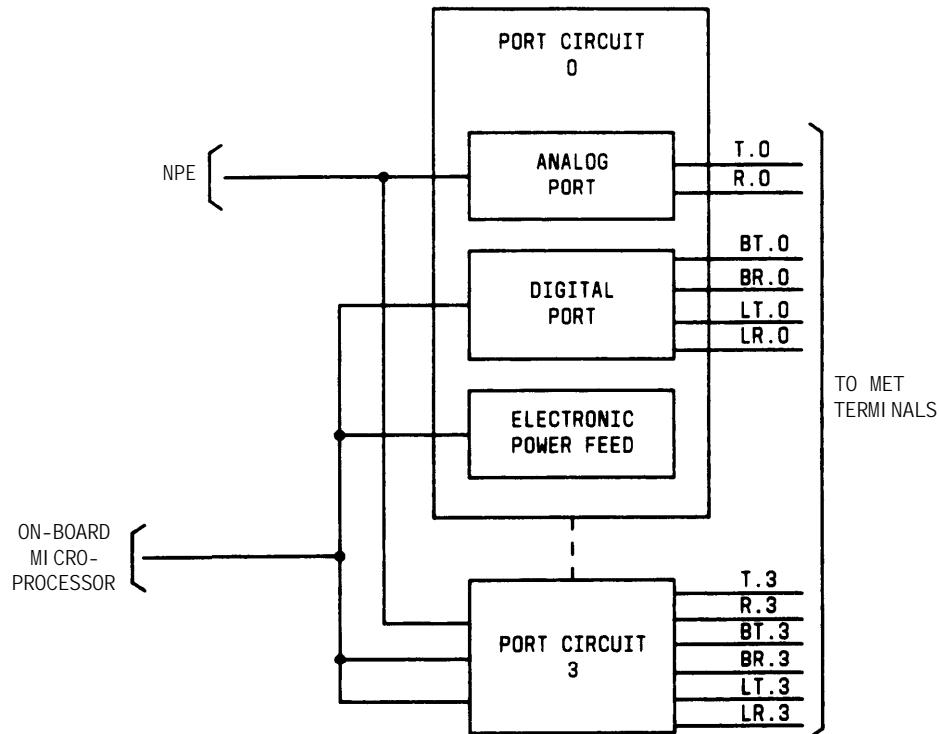 PORT CIRCUIT
0
NPE
ANALOG
PORT
T.0
R.0
DIGITAL
PORT
BT.0
BR.0
LT.0
LR.0
ELECTRONIC
POWER FEED
TO MET
TERMINALS
ON-BOARD
MICRO-
PROCESSOR
PORT CIRCUIT
3
T.3
R.3
BT.3
BR.3
LT.3
LR.3